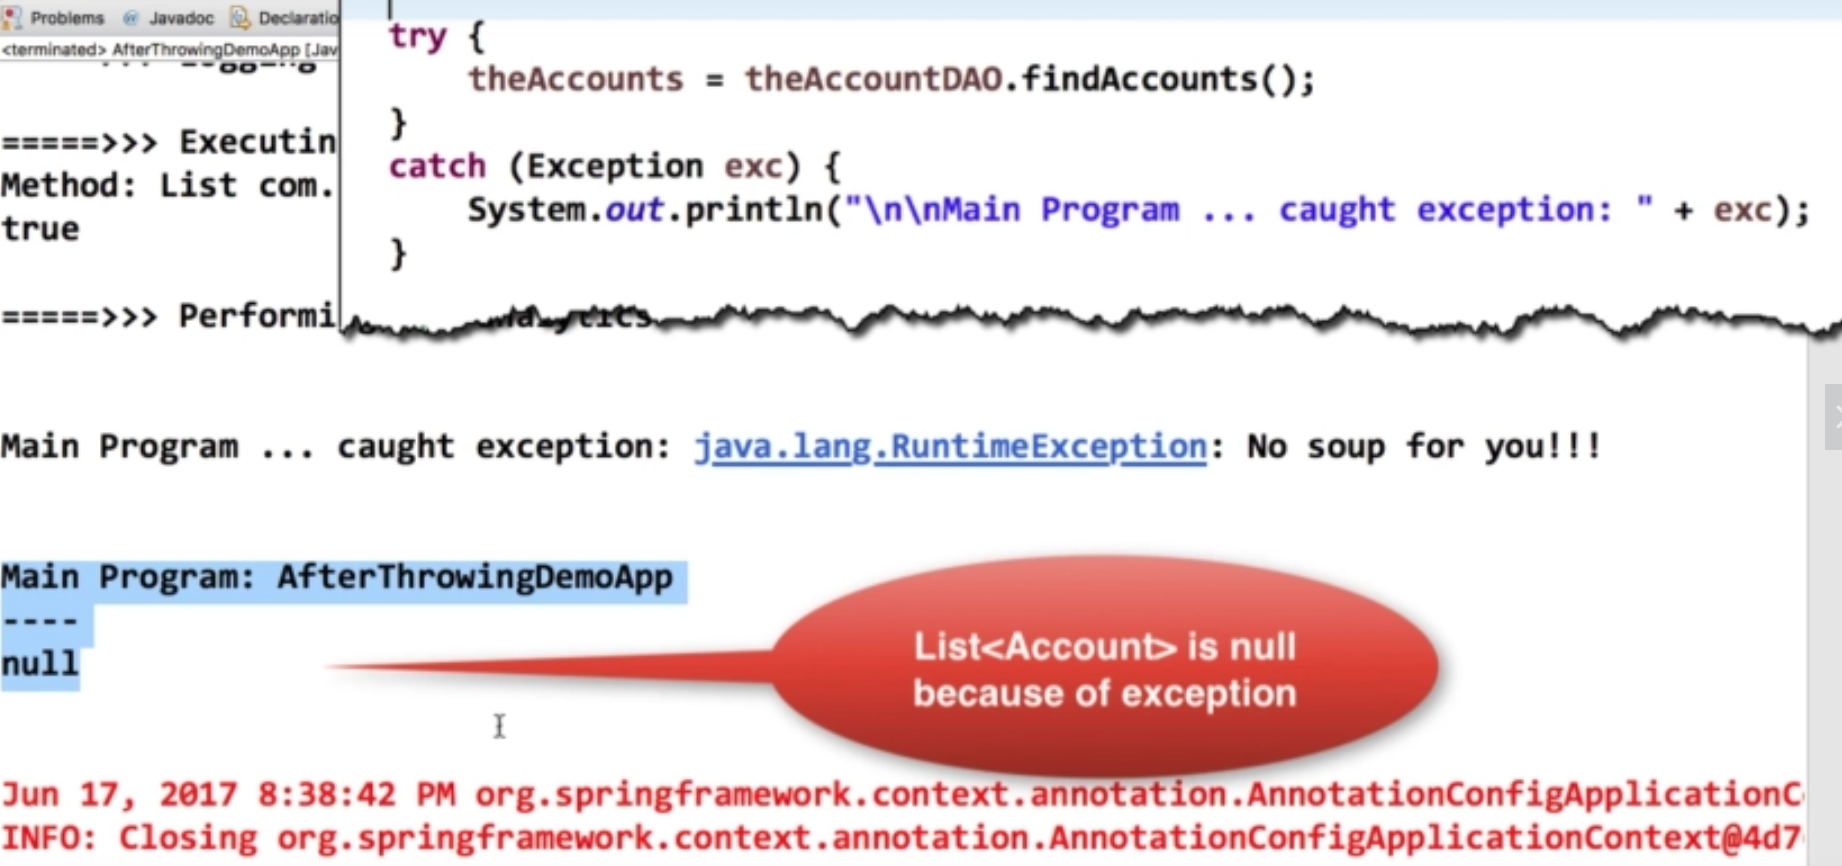 Problems @ Javadoc Declaratio
<terminated> AfterThrowingDemoApp [Jav
try {
theAccounts = theAccountDAO.findAccounts();
}
catch (Exception exc) {
System.out.println("\n\nMain Program ... caught exception: " + exc);
}
=====>>> Executin
Method: List com.
true
=====>>> Performi
Main Program ... caught exception: java.lang.RuntimeException: No soup for you!!!
Main Program: AfterThrowingDemoApp
----
null
List<Account> is null
because of exception
Jun 17, 2017 8:38:42 PM org.springframework.context.annotation.AnnotationConfigApplicationC
INFO: Closing org.springframework.context.annotation.AnnotationConfigApplicationContext@4d7